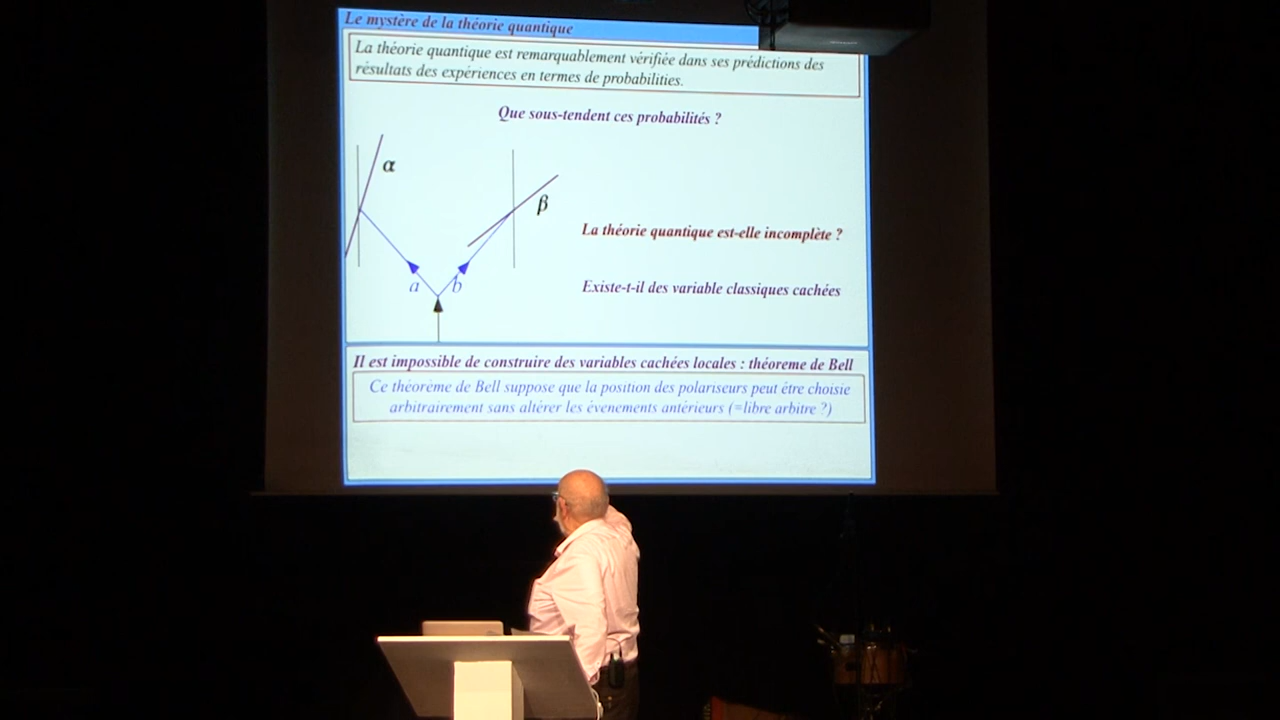 Le mystère de la théorie quantique
La théorie quantique est remarquablement vérifiée dans ses prédictions des
résultats des expériences en termes de probabilities.
Que sous-tendent ces probabilités ?
α
β
La théorie quantique est-elle incomplète ?
a b
Existe-t-il des variable classiques cachées
Il est impossible de construire des variables cachées locales : théoreme de Bell
Ce théorème de Bell suppose que la position des polariseurs peut être choisie
arbitrairement sans altérer les évenements antérieurs (=libre arbitre ?)